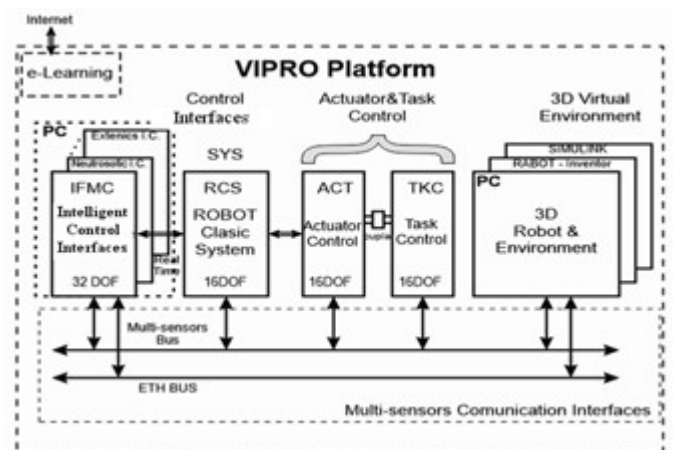 Internet
e-Learning
VIPRO Platform
Control
Interfaces
Actuator&Task
Control
3D Virtual
Environment
PC
Extenics I.C.
Neutrosofic I.C.
IFMC
Intelligent
Control
Interfaces
Real
Time
32 DOF
SYS
RCS
ROBOT
Clasic
System
16DOF
ACT
Actuator
Control
16DOF
TKC
Task
Control
16DOF
SIMULINK
RABOT - Inventor
PC
3D
Robot &
Environment
Multi-sensors
Bus
ETH BUS
Multi-sensors Comunication Interfaces